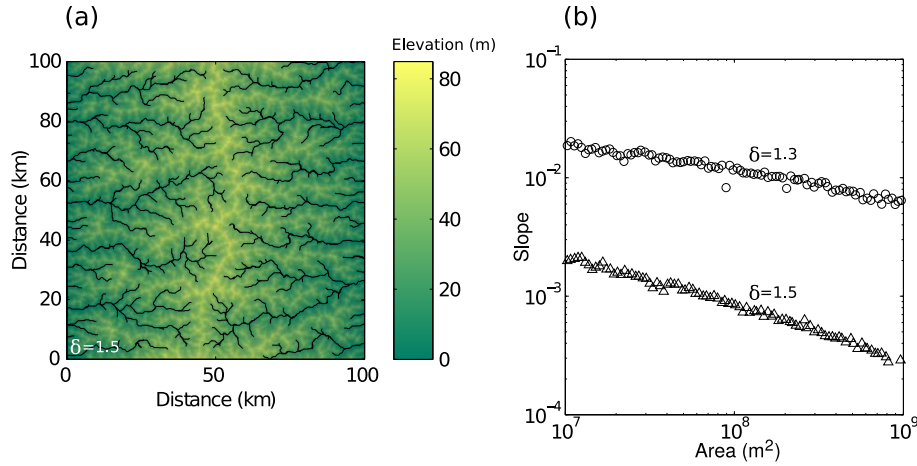 (a)
Elevation (m)
100
80
60
40
20
0
Distance (km)
δ=1.5
0
50
100
Distance (km)
80
60
40
20
0
(b)
10⁻¹
10⁻²
10⁻³
10⁻⁴
Slope
δ=1.3
δ=1.5
10⁷
10⁸
10⁹
Area (m²)